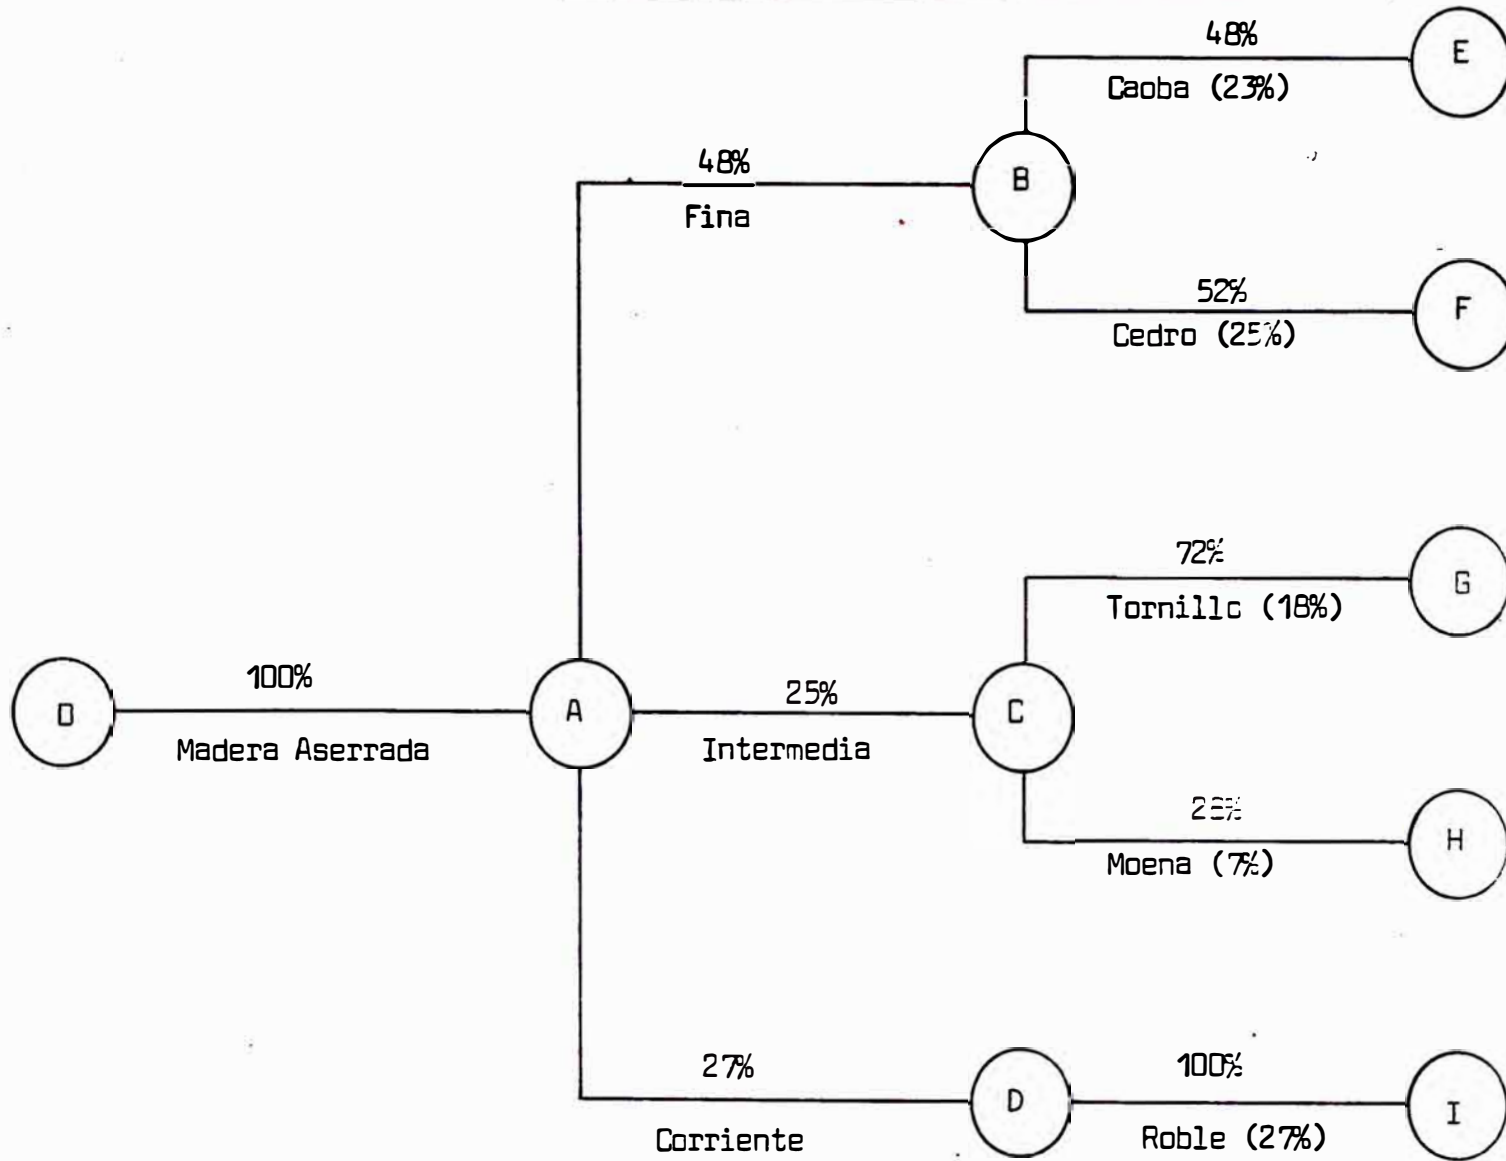 48%
E
Caoba (23%)
48%
B
Fina
52%
F
Cedro (25%)
72%
G
Tornillo (18%)
100%
O
A
25%
C
Madera Aserrada
Intermedia
28%
H
Moena (7%)
27%
D
100%
I
Corriente
Roble (27%)